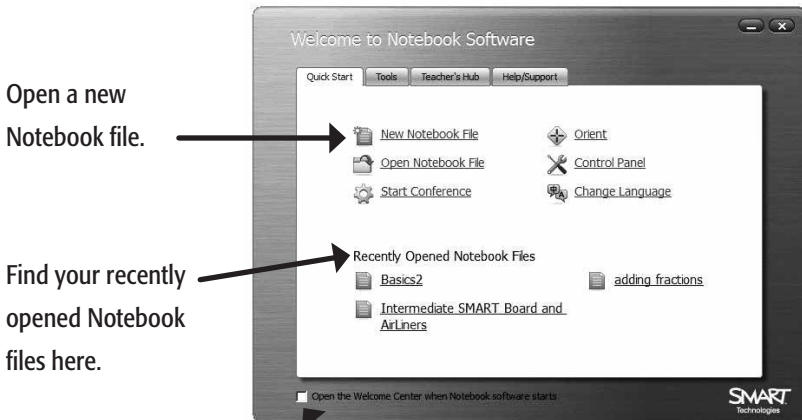 Welcome to Notebook Software
Quick Start Tools Teacher's Hub Help/Support
Open a new
Notebook file.
New Notebook File
Orient
Open Notebook File
Control Panel
Start Conference
Change Language
Find your recently
opened Notebook
files here.
Recently Opened Notebook Files
Basics2
adding fractions
Intermediate SMART Board and
AirLiners
Open the Welcome Center when Notebook software starts
SMART
Technologies